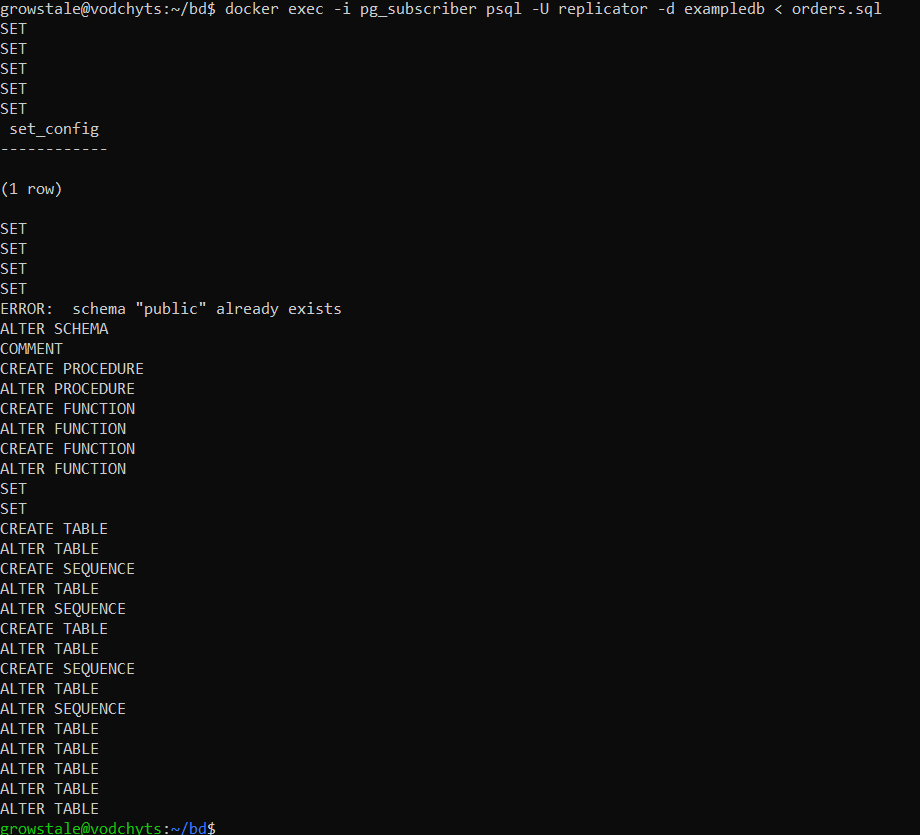 growstale@vodchyts:~/bd$ docker exec -i pg_subscriber psql -U replicator -d exampledb < orders.sql
SET
SET
SET
SET
SET
 set_config
------------

(1 row)

SET
SET
SET
SET
ERROR:  schema "public" already exists
ALTER SCHEMA
COMMENT
CREATE PROCEDURE
ALTER PROCEDURE
CREATE FUNCTION
ALTER FUNCTION
CREATE FUNCTION
ALTER FUNCTION
SET
SET
CREATE TABLE
ALTER TABLE
CREATE SEQUENCE
ALTER TABLE
ALTER SEQUENCE
CREATE TABLE
ALTER TABLE
CREATE SEQUENCE
ALTER TABLE
ALTER SEQUENCE
ALTER TABLE
ALTER TABLE
ALTER TABLE
ALTER TABLE
ALTER TABLE
growstale@vodchyts:~/bd$